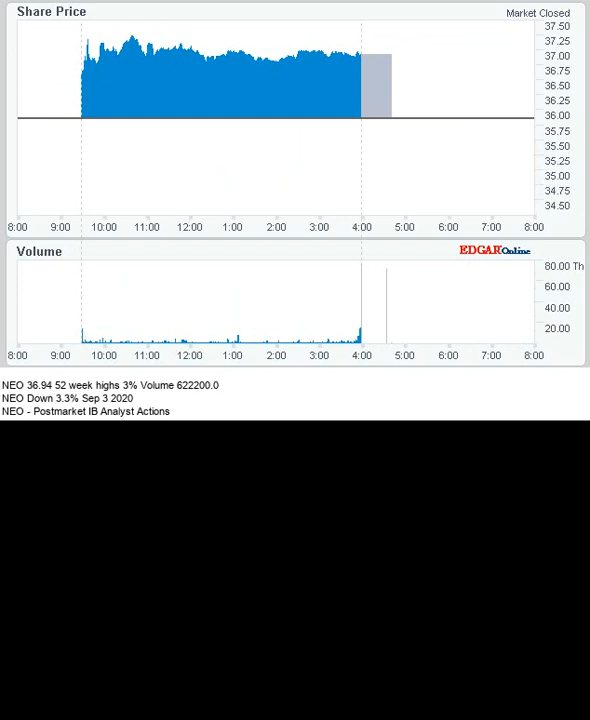 Share Price
Market Closed
37.50
37.25
37.00
36.75
36.50
36.25
36.00
35.75
35.50
35.25
35.00
34.75
34.50
8:00 9:00 10:00 11:00 12:00 1:00 2:00 3:00 4:00 5:00 6:00 7:00 8:00
Volume
EDGAR Online
80.00 Th
60.00
40.00
20.00
8:00 9:00 10:00 11:00 12:00 1:00 2:00 3:00 4:00 5:00 6:00 7:00 8:00
NEO 36.94 52 week highs 3% Volume 622200.0
NEO Down 3.3% Sep 3 2020
NEO - Postmarket IB Analyst Actions